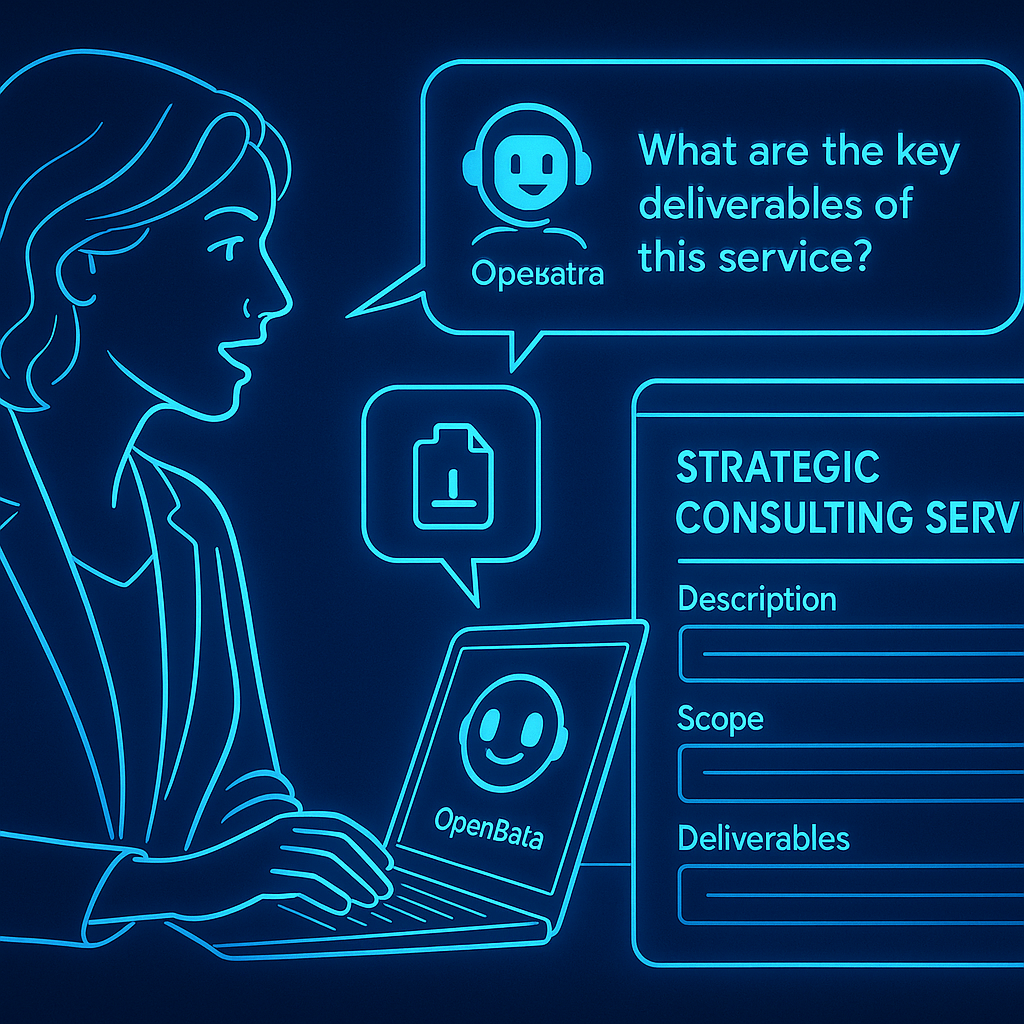 What are the key
deliverables of
this service?
Opeʁatra
STRATEGIC
CONSULTING SERV
Description
Scope
Deliverables
OpenBata